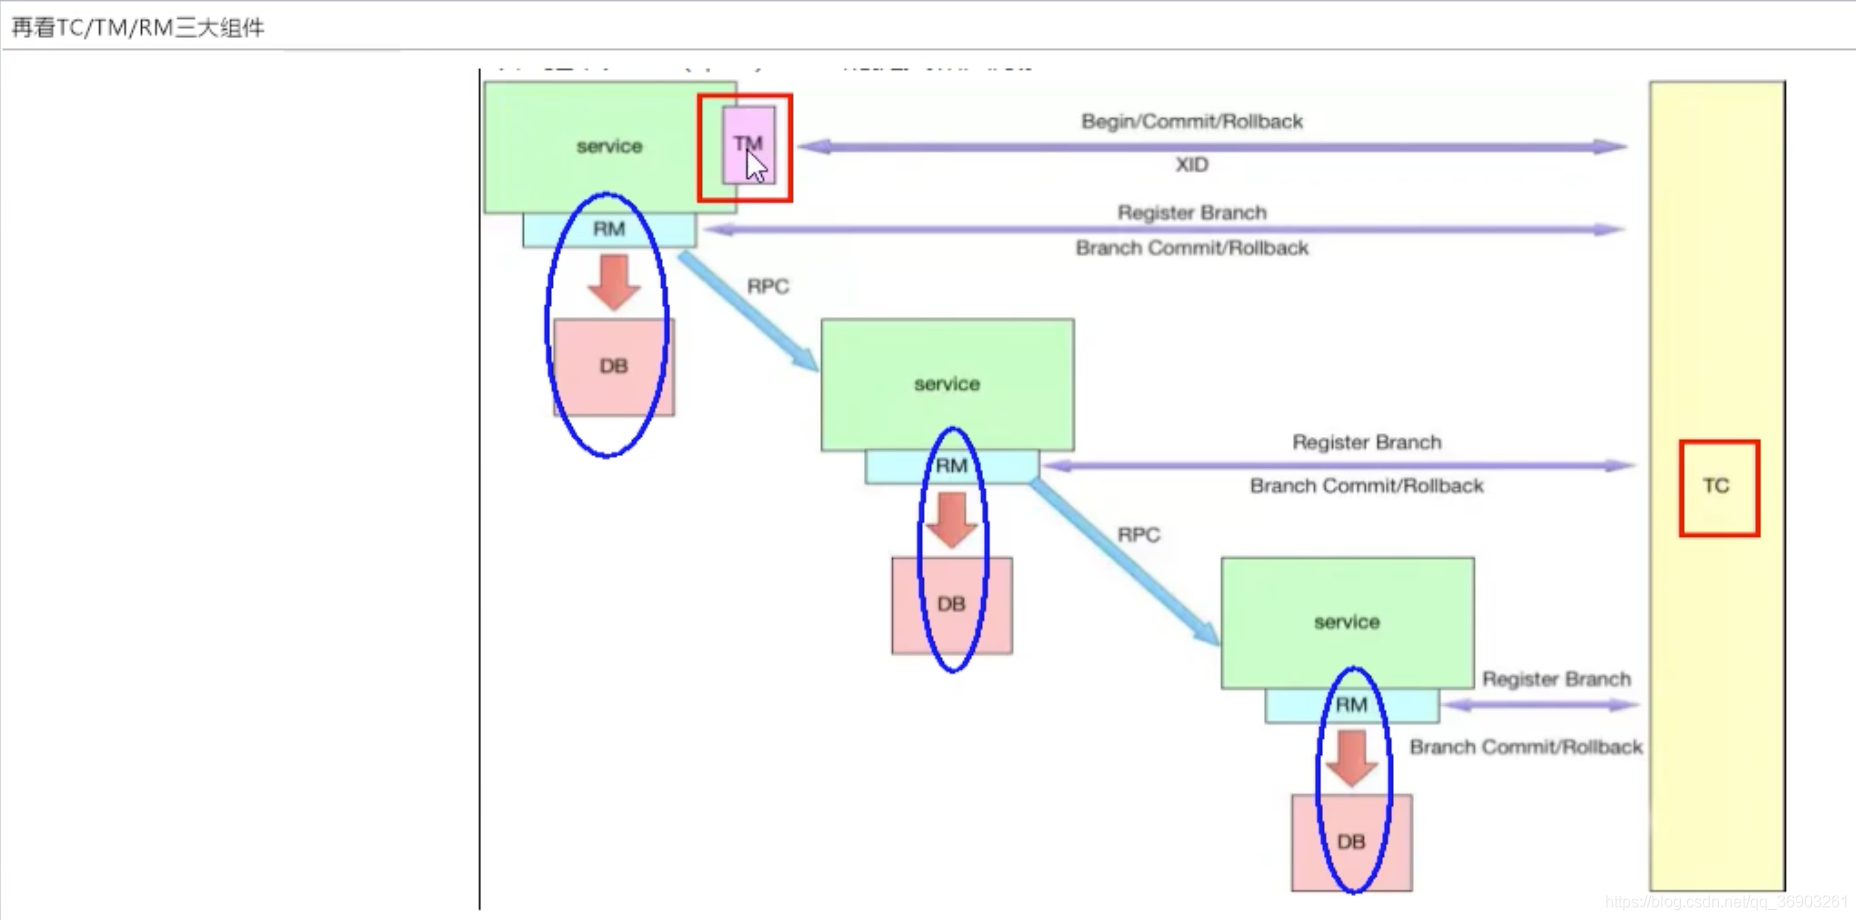 再看TC/TM/RM三大组件
service
TM
Begin/Commit/Rollback
XID
RM
Register Branch
Branch Commit/Rollback
RPC
DB
service
RM
Register Branch
Branch Commit/Rollback
TC
RPC
DB
service
RM
Register Branch
Branch Commit/Rollback
DB
https://blog.csdn.net/qq_36903261